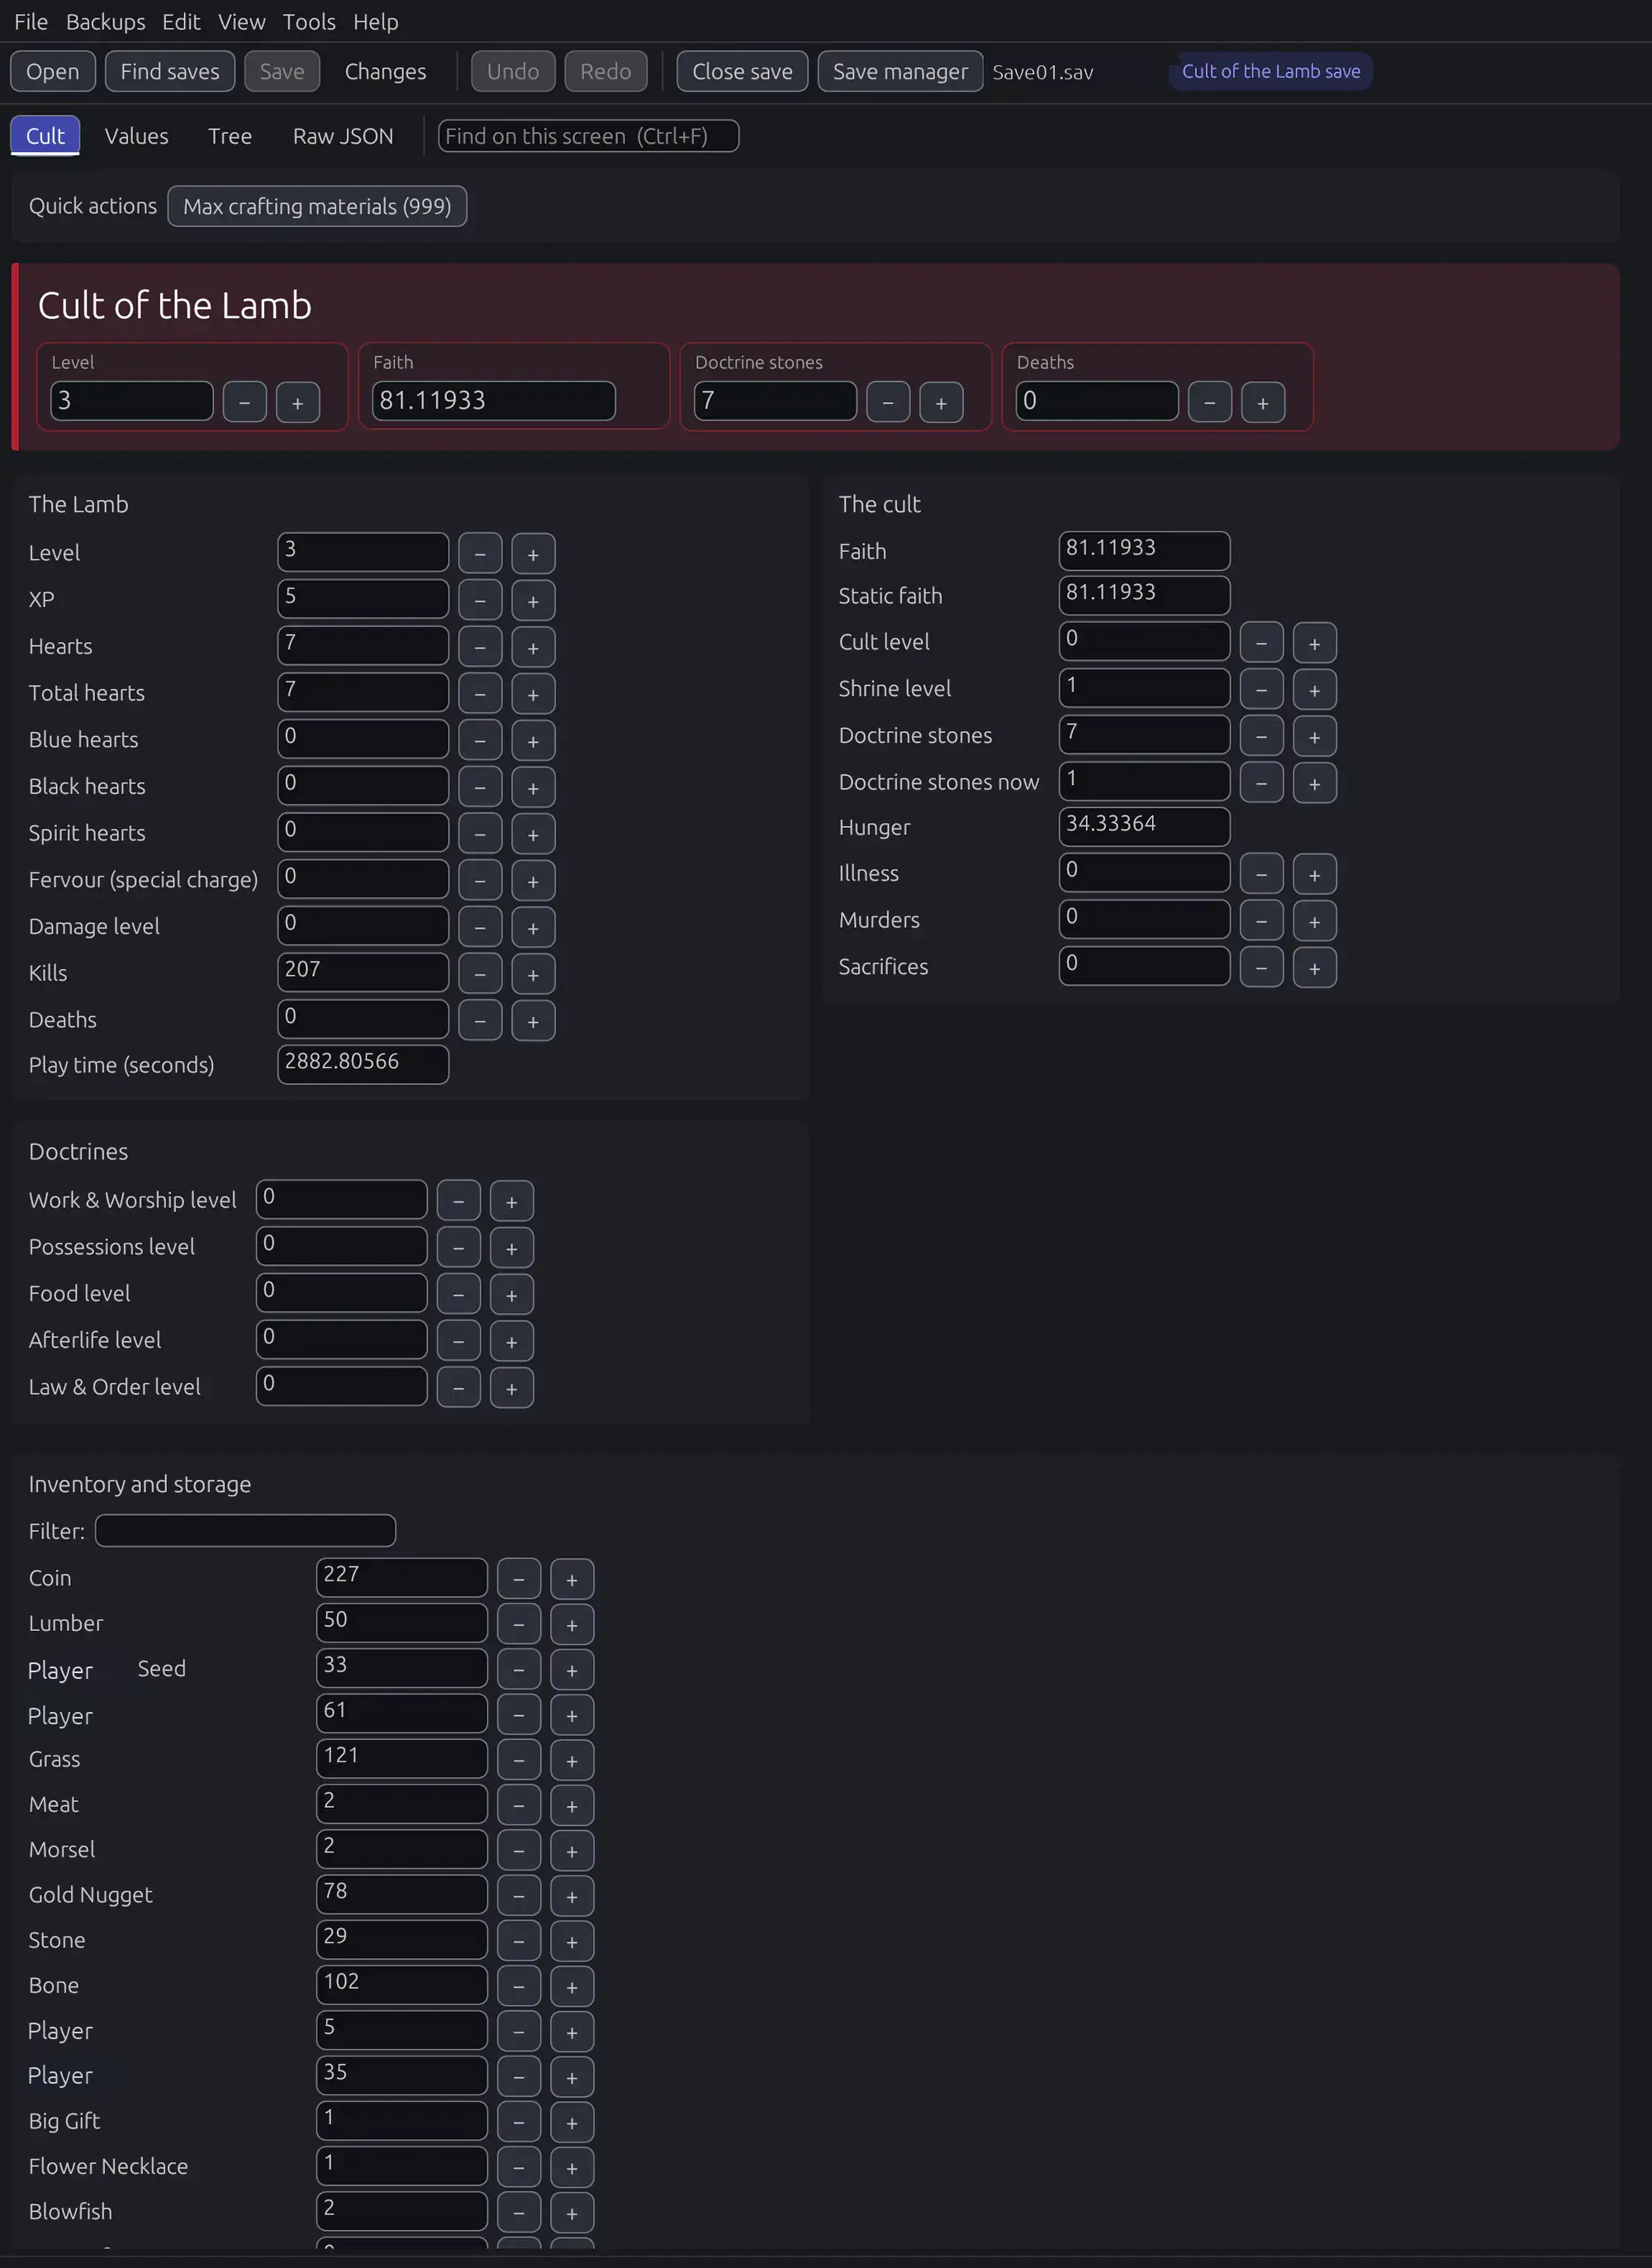 File Backups Edit View Tools Help
Open Find saves Save Changes Undo Redo Close save Save manager Save01.sav Cult of the Lamb save
Cult Values Tree Raw JSON Find on this screen (Ctrl+F)
Quick actions Max crafting materials (999)
Cult of the Lamb
Level Faith Doctrine stones Deaths
3 − + 81.11933 7 − + 0 − +
The Lamb
Level 3 − +
XP 5 − +
Hearts 7 − +
Total hearts 7 − +
Blue hearts 0 − +
Black hearts 0 − +
Spirit hearts 0 − +
Fervour (special charge) 0 − +
Damage level 0 − +
Kills 207 − +
Deaths 0 − +
Play time (seconds) 2882.80566
The cult
Faith 81.11933
Static faith 81.11933
Cult level 0 − +
Shrine level 1 − +
Doctrine stones 7 − +
Doctrine stones now 1 − +
Hunger 34.33364
Illness 0 − +
Murders 0 − +
Sacrifices 0 − +
Doctrines
Work & Worship level 0 − +
Possessions level 0 − +
Food level 0 − +
Afterlife level 0 − +
Law & Order level 0 − +
Inventory and storage
Filter:
Coin 227 − +
Lumber 50 − +
Player Seed 33 − +
Player 61 − +
Grass 121 − +
Meat 2 − +
Morsel 2 − +
Gold Nugget 78 − +
Stone 29 − +
Bone 102 − +
Player 5 − +
Player 35 − +
Big Gift 1 − +
Flower Necklace 1 − +
Blowfish 2 − +